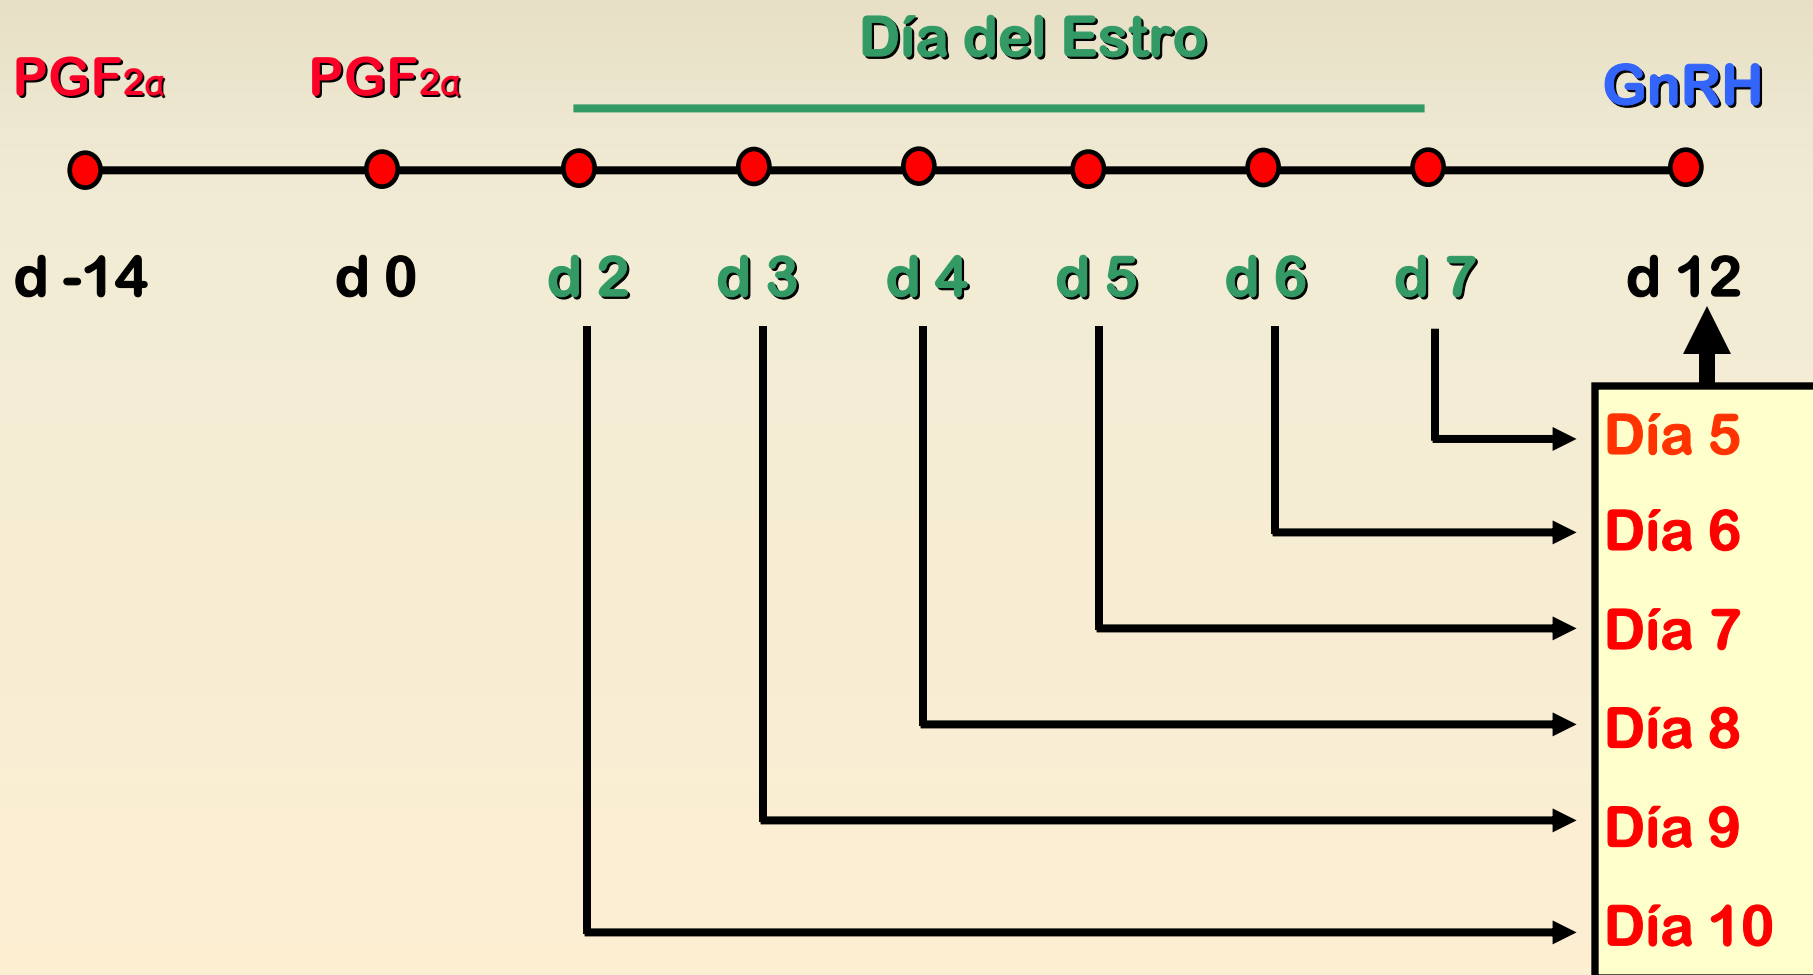 Día del Estro
PGF2α PGF2α GnRH
d -14 d 0 d 2 d 3 d 4 d 5 d 6 d 7 d 12
Día 5
Día 6
Día 7
Día 8
Día 9
Día 10